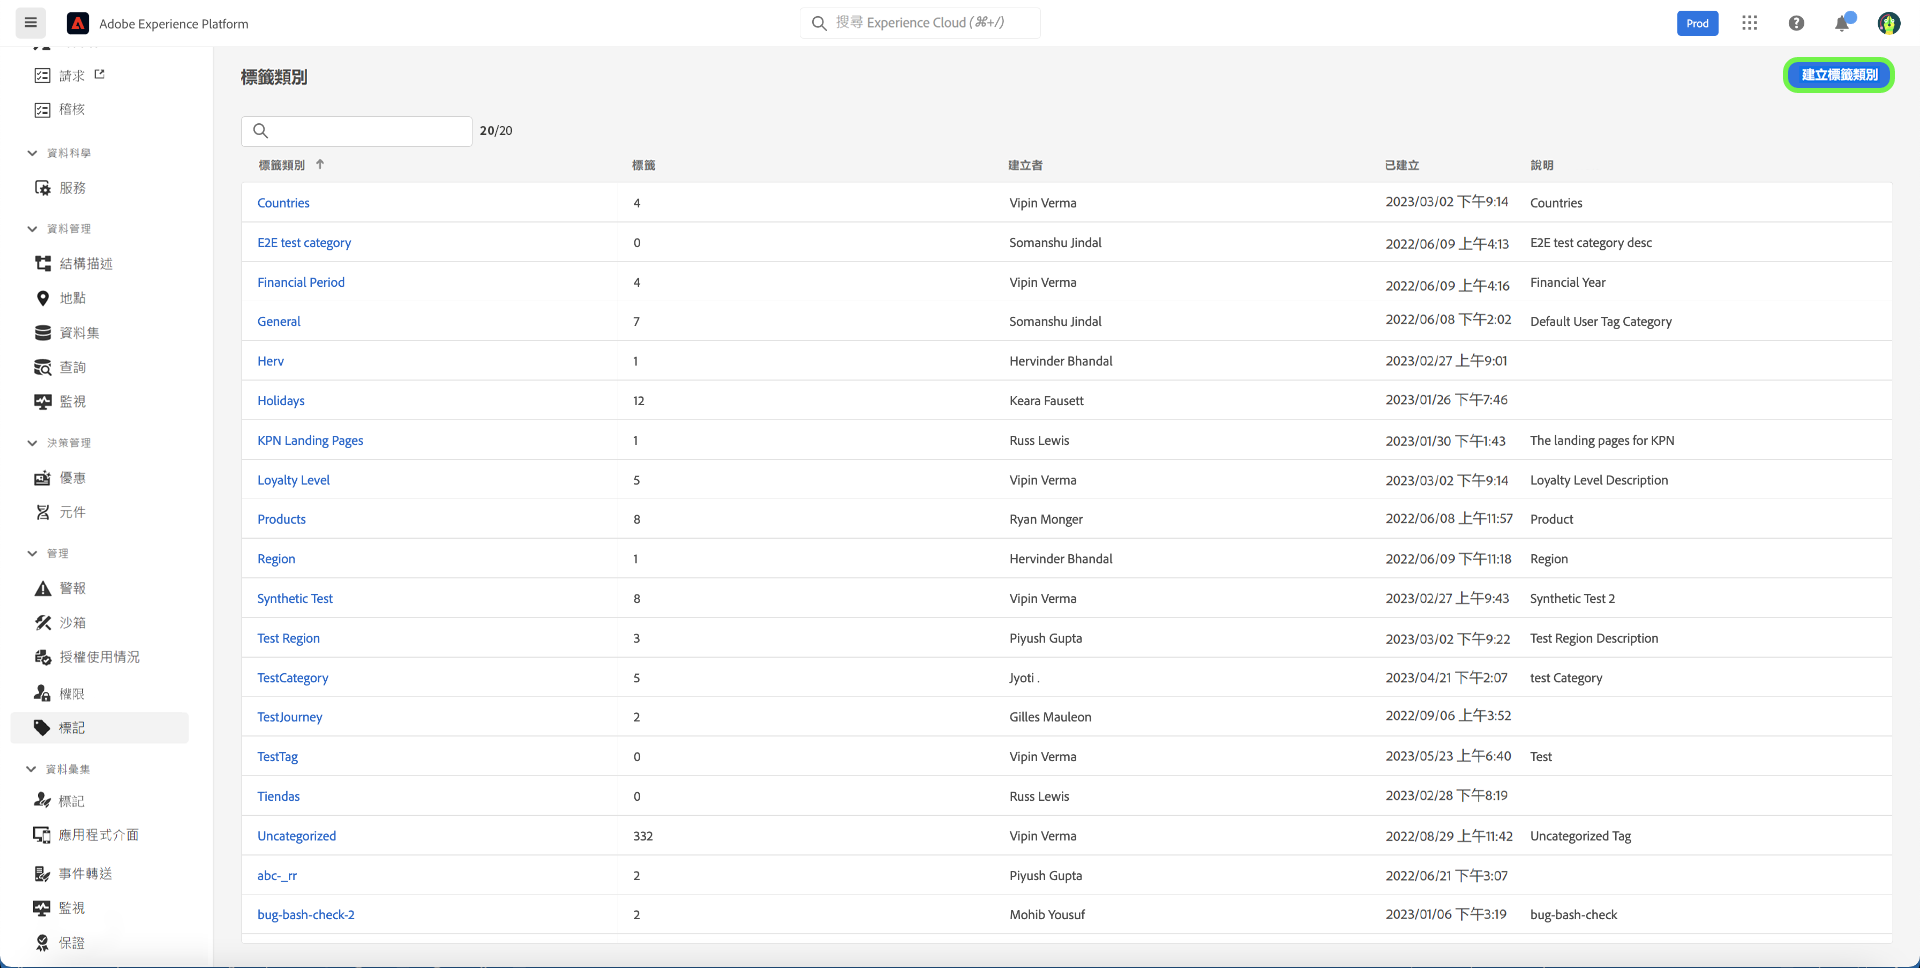 Adobe Experience Platform
搜尋 Experience Cloud (⌘+/)
Prod
請求
稽核
資料科學
服務
資料管理
結構描述
地點
資料集
查詢
監視
決策管理
優惠
元件
管理
警報
沙箱
授權使用情況
權限
標記
資料彙集
標記
應用程式介面
事件轉送
監視
保證
標籤類別
建立標籤類別
20/20
標籤類別 ↑ 標籤 建立者 已建立 說明
Countries 4 Vipin Verma 2023/03/02 下午9:14 Countries
E2E test category 0 Somanshu Jindal 2022/06/09 上午4:13 E2E test category desc
Financial Period 4 Vipin Verma 2022/06/09 上午4:16 Financial Year
General 7 Somanshu Jindal 2022/06/08 下午2:02 Default User Tag Category
Herv 1 Hervinder Bhandal 2023/02/27 上午9:01
Holidays 12 Keara Fausett 2023/01/26 下午7:46
KPN Landing Pages 1 Russ Lewis 2023/01/30 下午1:43 The landing pages for KPN
Loyalty Level 5 Vipin Verma 2023/03/02 下午9:14 Loyalty Level Description
Products 8 Ryan Monger 2022/06/08 上午11:57 Product
Region 1 Hervinder Bhandal 2022/06/09 下午11:18 Region
Synthetic Test 8 Vipin Verma 2023/02/27 上午9:43 Synthetic Test 2
Test Region 3 Piyush Gupta 2023/03/02 下午9:22 Test Region Description
TestCategory 5 Jyoti . 2023/04/21 下午2:07 test Category
TestJourney 2 Gilles Mauleon 2022/09/06 上午3:52
TestTag 0 Vipin Verma 2023/05/23 上午6:40 Test
Tiendas 0 Russ Lewis 2023/02/28 下午8:19
Uncategorized 332 Vipin Verma 2022/08/29 上午11:42 Uncategorized Tag
abc-_rr 2 Piyush Gupta 2022/06/21 下午3:07
bug-bash-check-2 2 Mohib Yousuf 2023/01/06 下午3:19 bug-bash-check